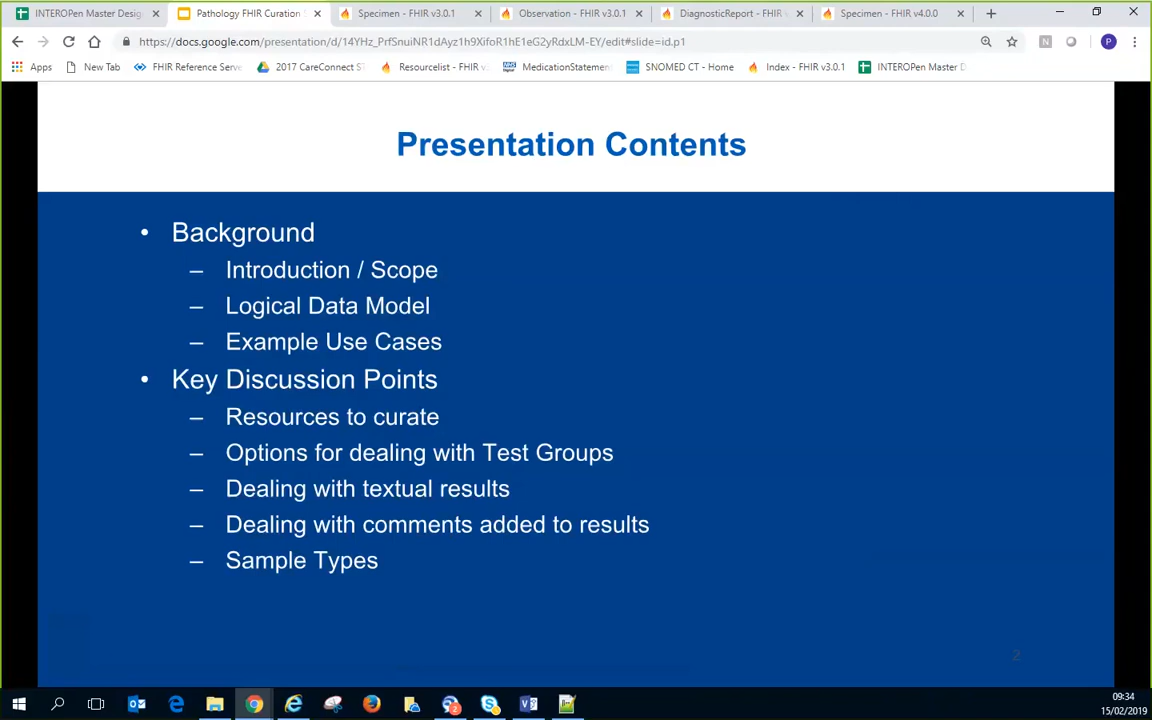 INTEROPen Master Desig
Pathology FHIR Curation
Specimen - FHIR v3.0.1
Observation - FHIR v3.0.1
DiagnosticReport - FHIR
Specimen - FHIR v4.0.0
https://docs.google.com/presentation/d/14YHz_PrfSnuiNR1dAyz1h9XifoR1hE1eG2yRdxLM-EY/edit#slide=id.p1
N
P
Apps
New Tab
FHIR Reference Serve
2017 CareConnect ST
Resourcelist - FHIR v
MedicationStatement
SNOMED CT - Home
Index - FHIR v3.0.1
INTEROPen Master D
Presentation Contents
• Background
– Introduction / Scope
– Logical Data Model
– Example Use Cases
• Key Discussion Points
– Resources to curate
– Options for dealing with Test Groups
– Dealing with textual results
– Dealing with comments added to results
– Sample Types
2
09:34
15/02/2019